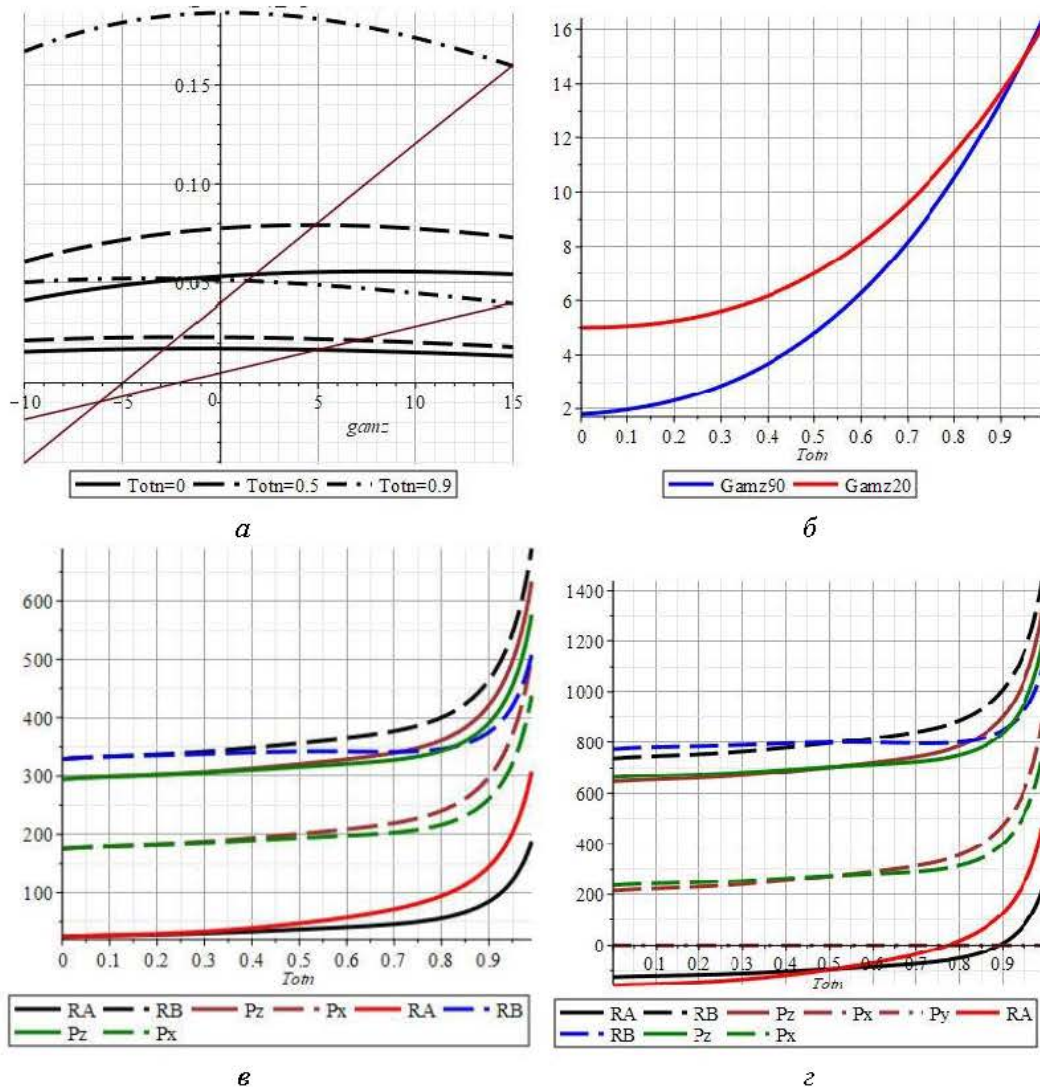 0.15
0.10
0.05
−10 −5 0 5 10 15
gamz
Totn=0 Totn=0.5 Totn=0.9
а
16
14
12
10
8
6
4
2
0 0.1 0.2 0.3 0.4 0.5 0.6 0.7 0.8 0.9
Totn
Gamz90 Gamz20
б
600
500
400
300
200
100
0 0.1 0.2 0.3 0.4 0.5 0.6 0.7 0.8 0.9
Totn
RA RB Pz Px RA RB
Pz Px
в
1400
1200
1000
800
600
400
200
0
0.1 0.2 0.3 0.4 0.5 0.6 0.7 0.8 0.9
Totn
RA RB Pz Px Py RA
RB Pz Px
г